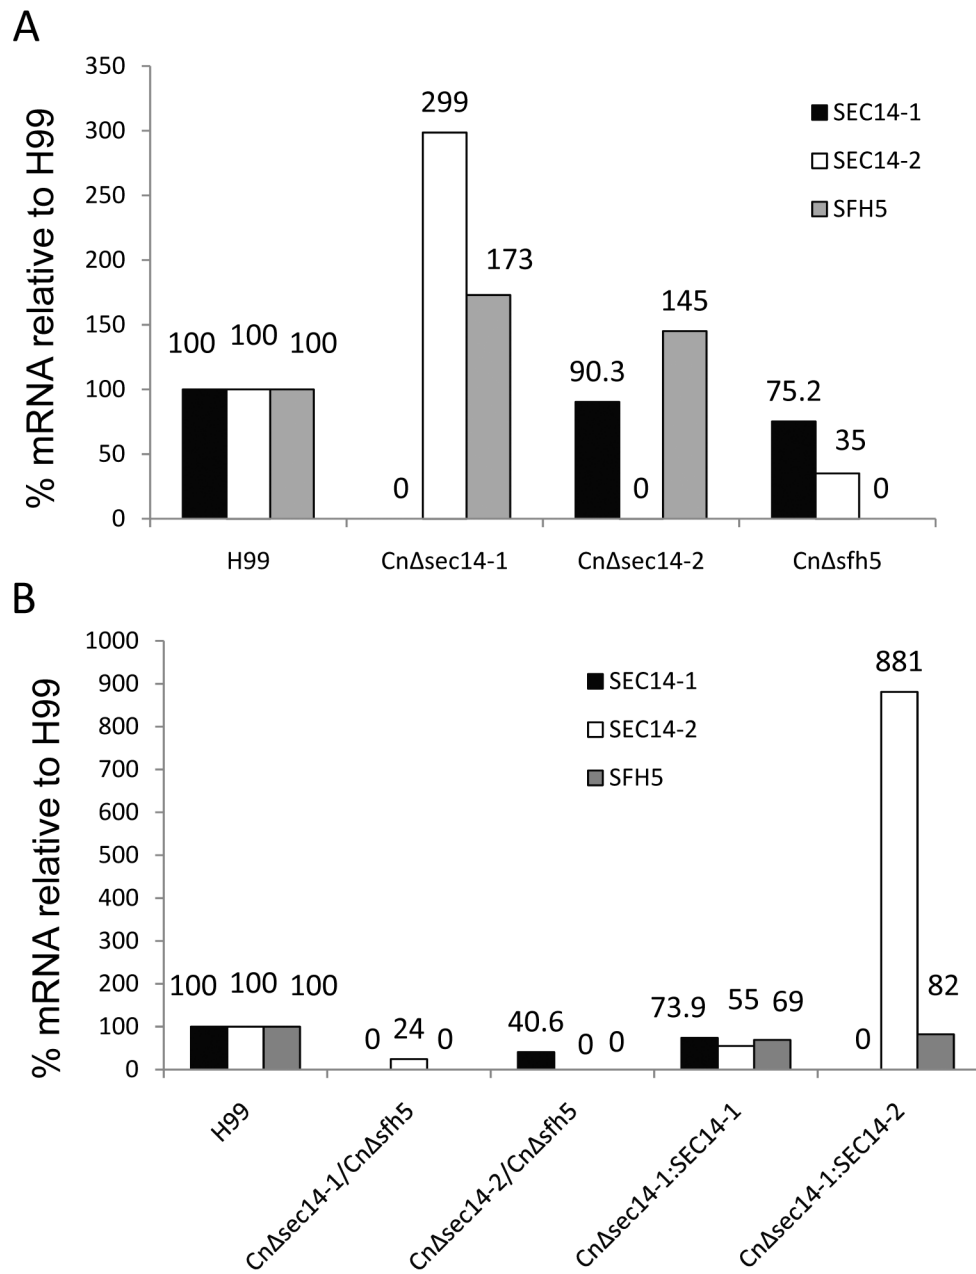 A
% mRNA relative to H99
350
300
250
200
150
100
50
0
100
100
100
0
299
173
90.3
0
145
75.2
35
0
SEC14-1
SEC14-2
SFH5
H99
CnΔsec14-1
CnΔsec14-2
CnΔsfh5
B
% mRNA relative to H99
1000
900
800
700
600
500
400
300
200
100
0
100
100
100
0
24
0
40.6
0
0
73.9
55
69
0
881
82
SEC14-1
SEC14-2
SFH5
H99
CnΔsec14-1/CnΔsfh5
CnΔsec14-2/CnΔsfh5
CnΔsec14-1:SEC14-1
CnΔsec14-1:SEC14-2